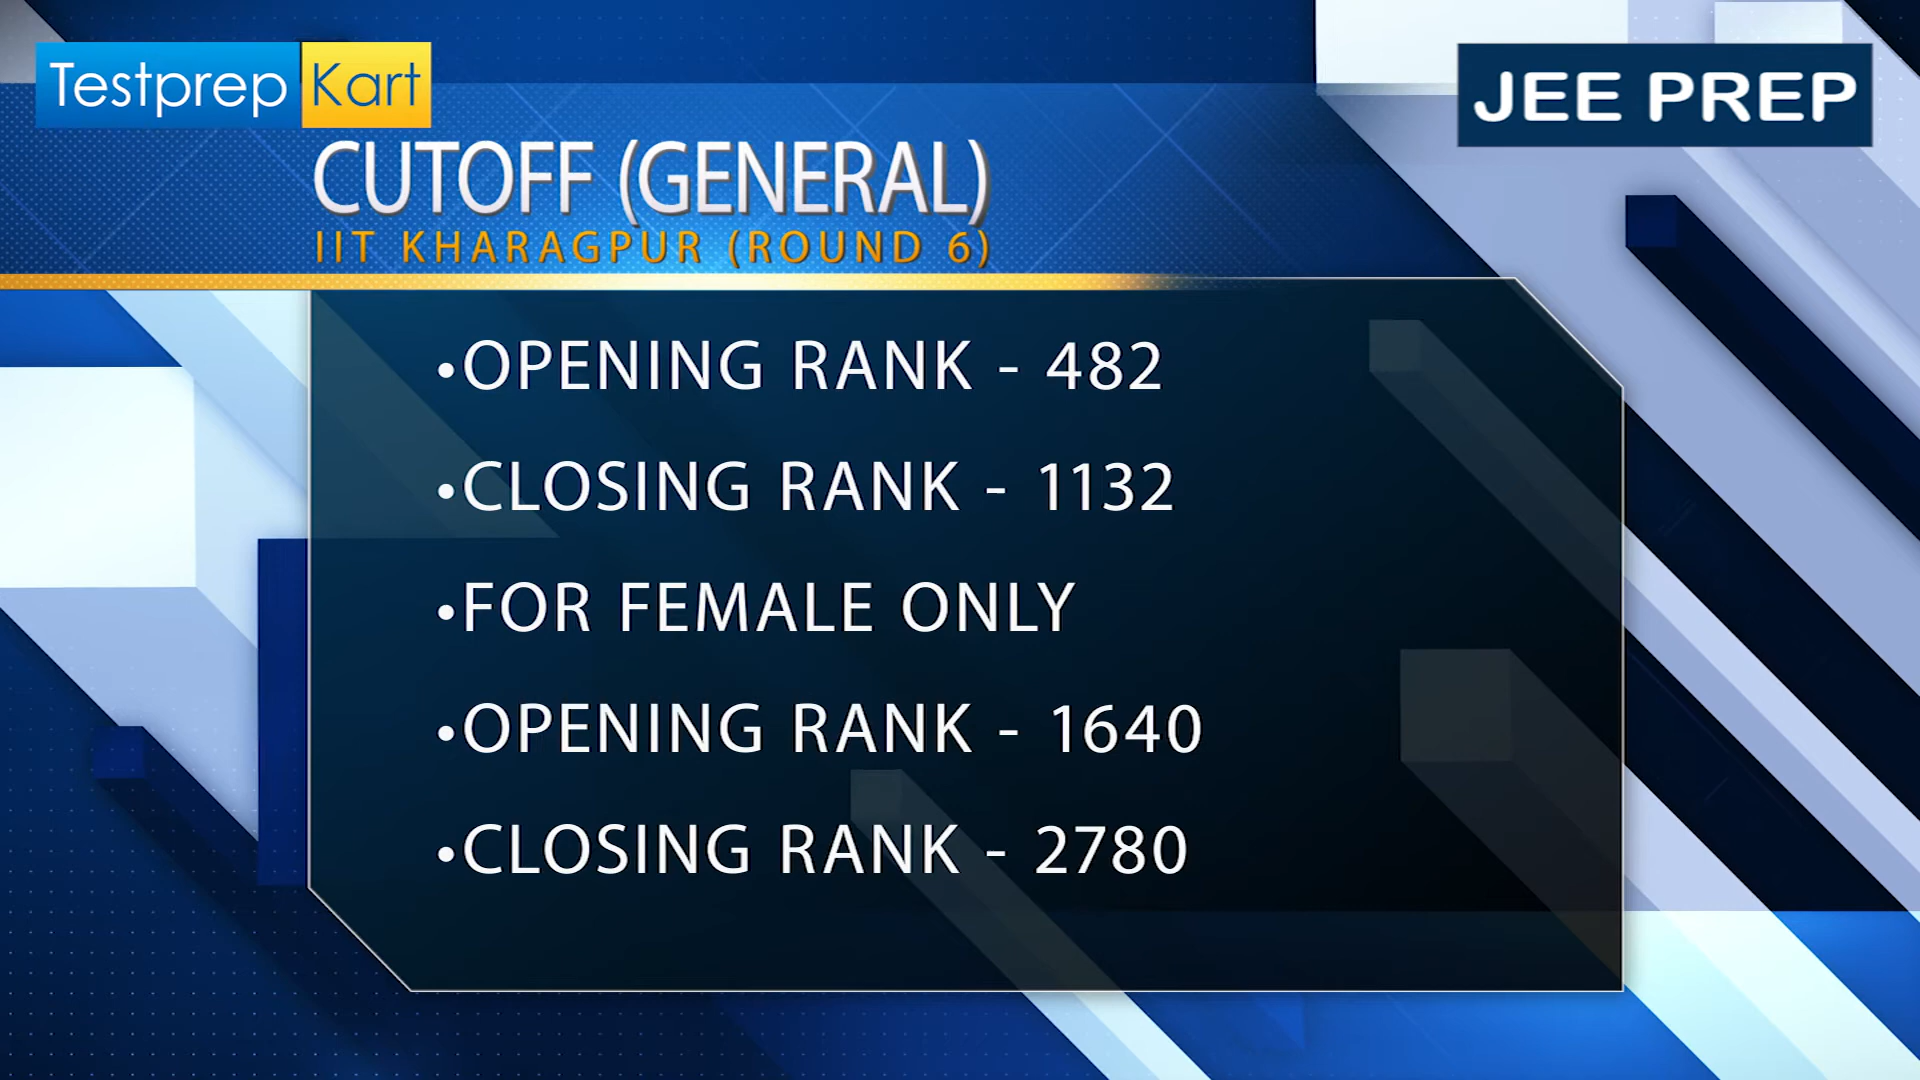 Testprep Kart
JEE PREP
CUTOFF (GENERAL)
IIT KHARAGPUR (ROUND 6)
•OPENING RANK - 482
•CLOSING RANK - 1132
•FOR FEMALE ONLY
•OPENING RANK - 1640
•CLOSING RANK - 2780